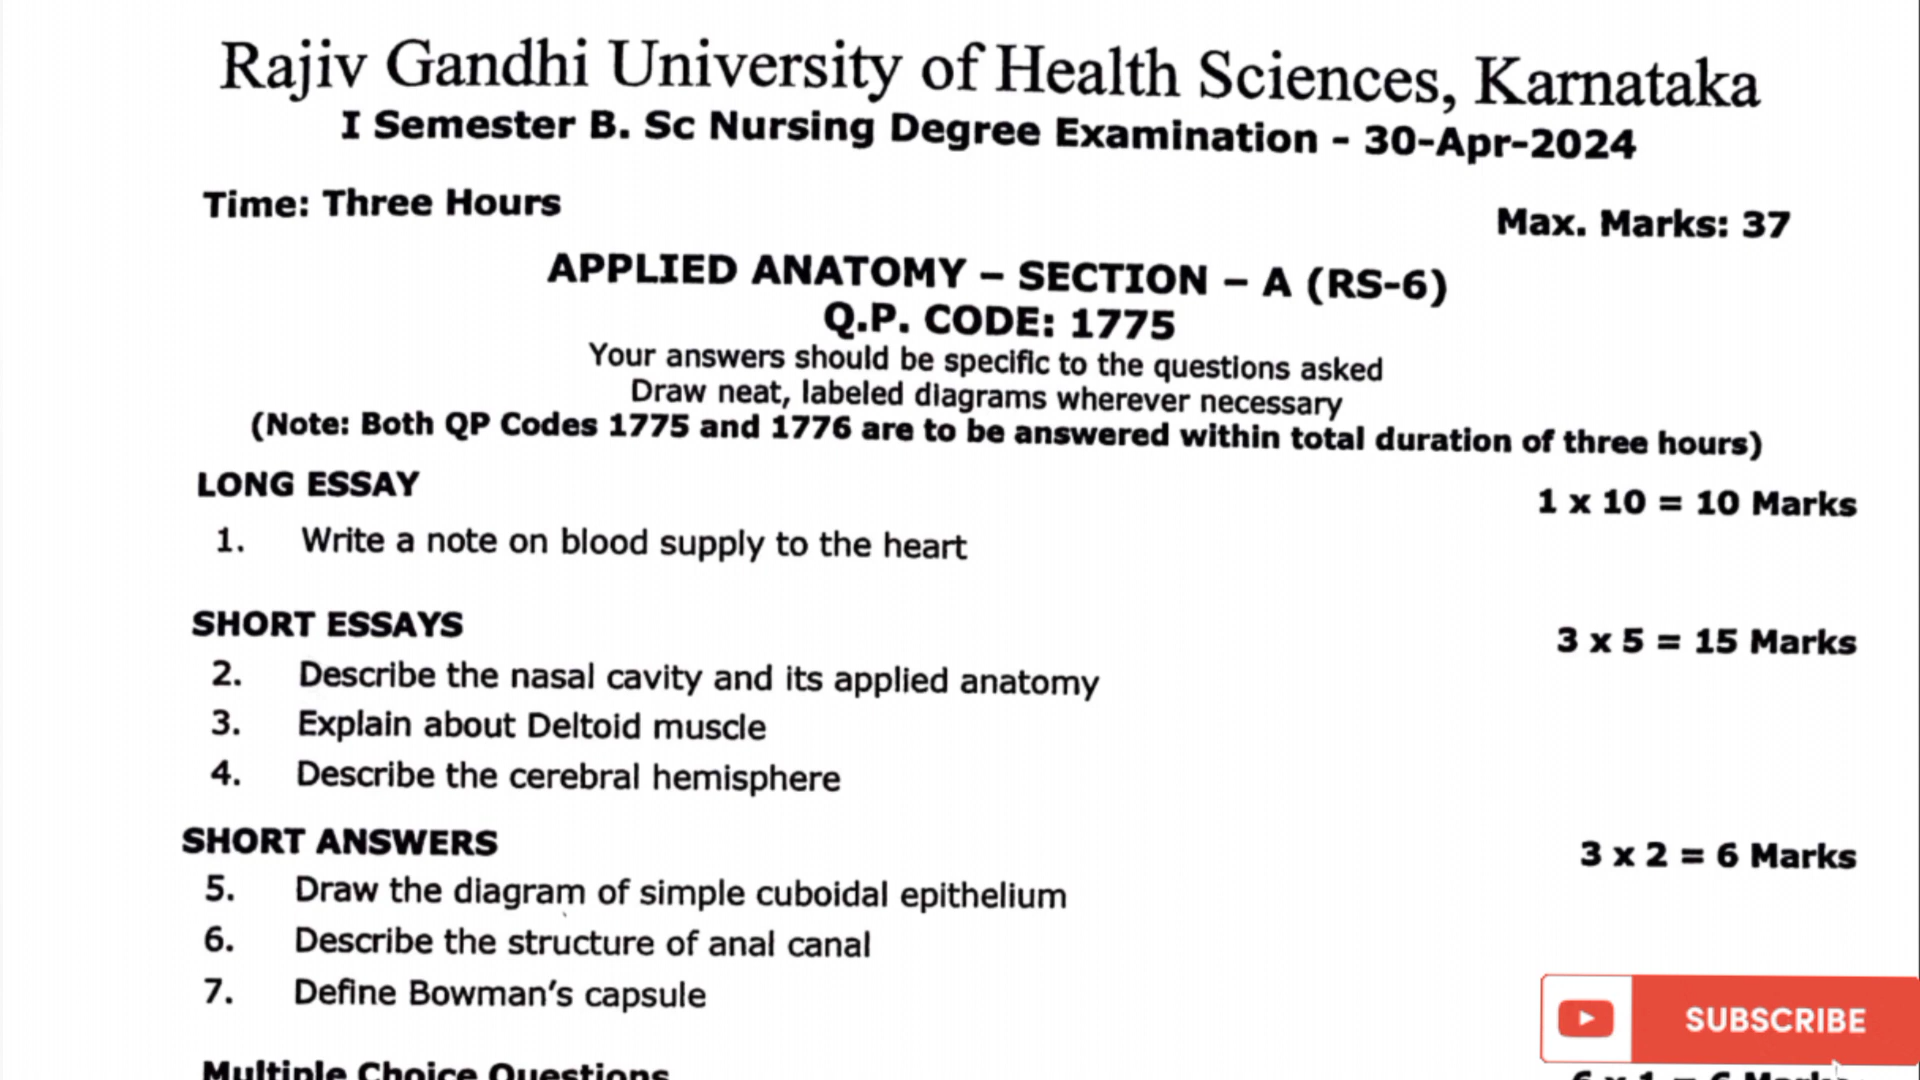 Rajiv Gandhi University of Health Sciences, Karnataka
I Semester B. Sc Nursing Degree Examination - 30-Apr-2024
Time: Three Hours
Max. Marks: 37
APPLIED ANATOMY – SECTION – A (RS-6)
Q.P. CODE: 1775
Your answers should be specific to the questions asked
Draw neat, labeled diagrams wherever necessary
(Note: Both QP Codes 1775 and 1776 are to be answered within total duration of three hours)
LONG ESSAY
1 x 10 = 10 Marks
1. Write a note on blood supply to the heart
SHORT ESSAYS
3 x 5 = 15 Marks
2. Describe the nasal cavity and its applied anatomy
3. Explain about Deltoid muscle
4. Describe the cerebral hemisphere
SHORT ANSWERS
3 x 2 = 6 Marks
5. Draw the diagram of simple cuboidal epithelium
6. Describe the structure of anal canal
7. Define Bowman's capsule
SUBSCRIBE
Multiple Choice Questions
6 x 1 = 6 Marks